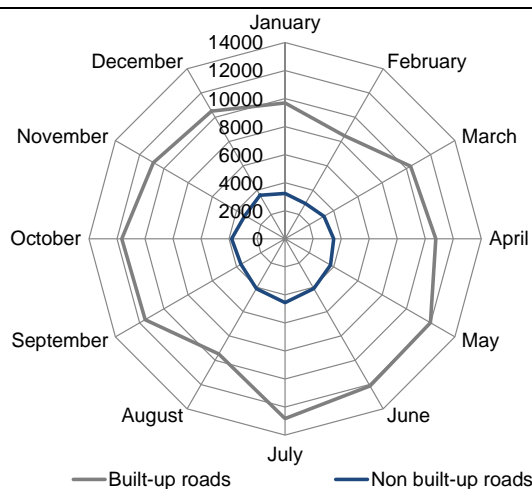 January
14000
December
February
12000
10000
November
March
8000
6000
4000
2000
October
0
April
September
May
August
June
July
Built-up roads
Non built-up roads